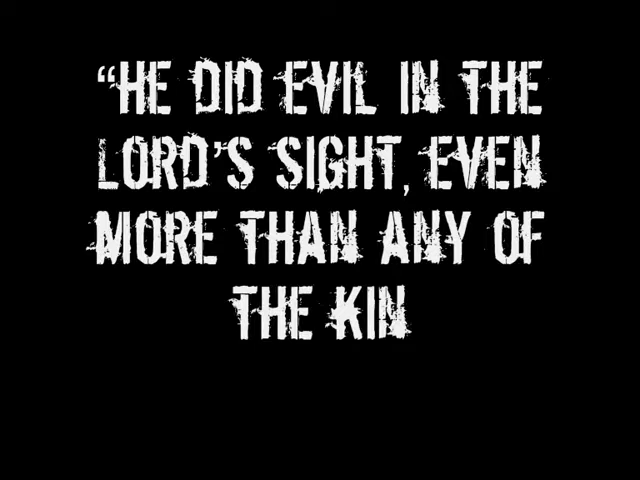 “HE DID EVIL IN THE
LORD’S SIGHT, EVEN
MORE THAN ANY OF
THE KIN